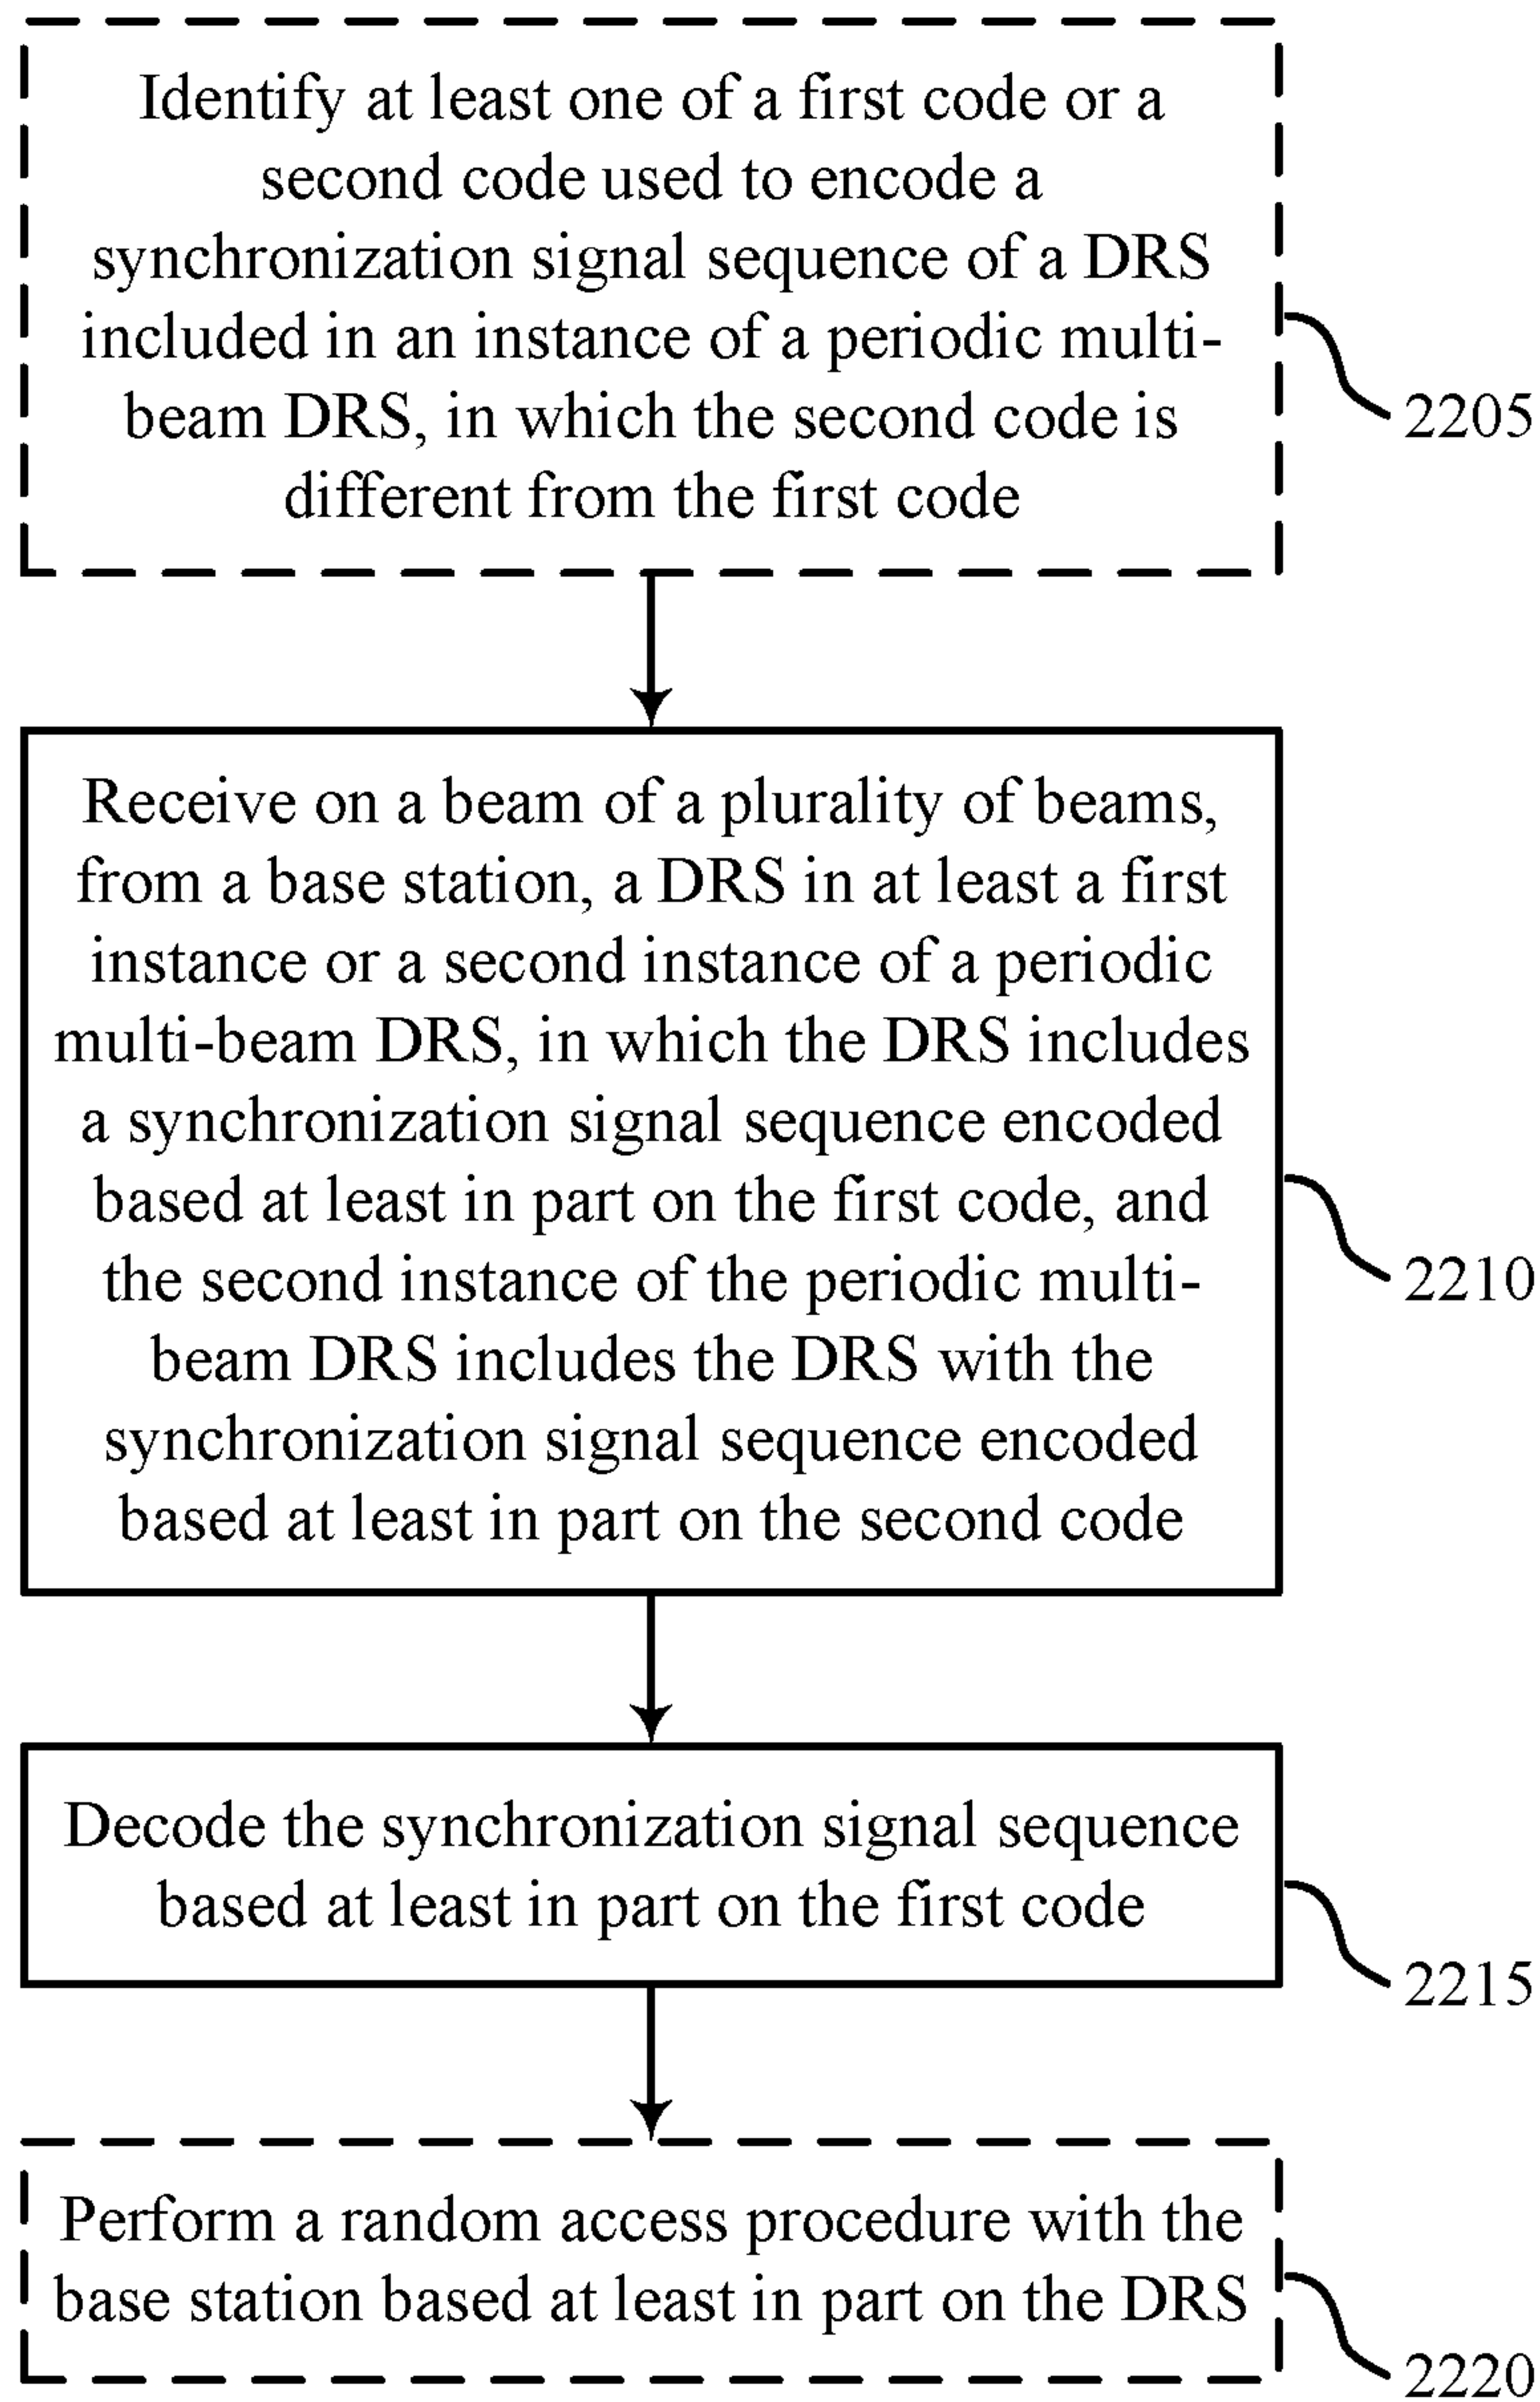 Identify at least one of a first code or a
second code used to encode a
synchronization signal sequence of a DRS
included in an instance of a periodic multi-
beam DRS, in which the second code is
different from the first code
2205
Receive on a beam of a plurality of beams,
from a base station, a DRS in at least a first
instance or a second instance of a periodic
multi-beam DRS, in which the DRS includes
a synchronization signal sequence encoded
based at least in part on the first code, and
the second instance of the periodic multi-
beam DRS includes the DRS with the
synchronization signal sequence encoded
based at least in part on the second code
2210
Decode the synchronization signal sequence
based at least in part on the first code
2215
Perform a random access procedure with the
base station based at least in part on the DRS
2220